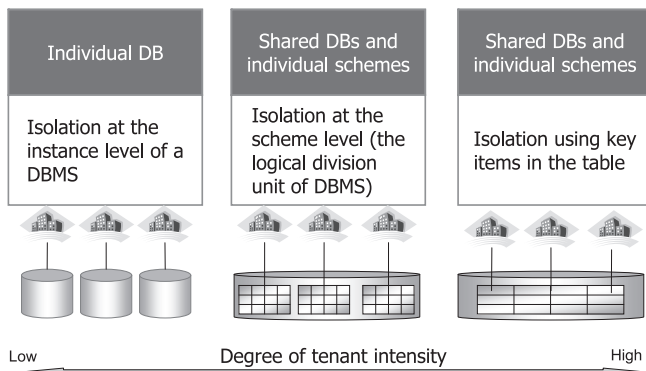 Individual DB
Shared DBs and
individual schemes
Shared DBs and
individual schemes
Isolation at the
instance level of a
DBMS
Isolation at the
scheme level (the
logical division
unit of DBMS)
Isolation using key
items in the table
Low
Degree of tenant intensity
High